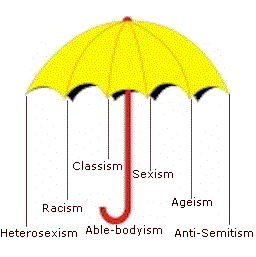 Classism
Sexism
Racism
Ageism
Heterosexism
Able-bodyism
Anti-Semitism